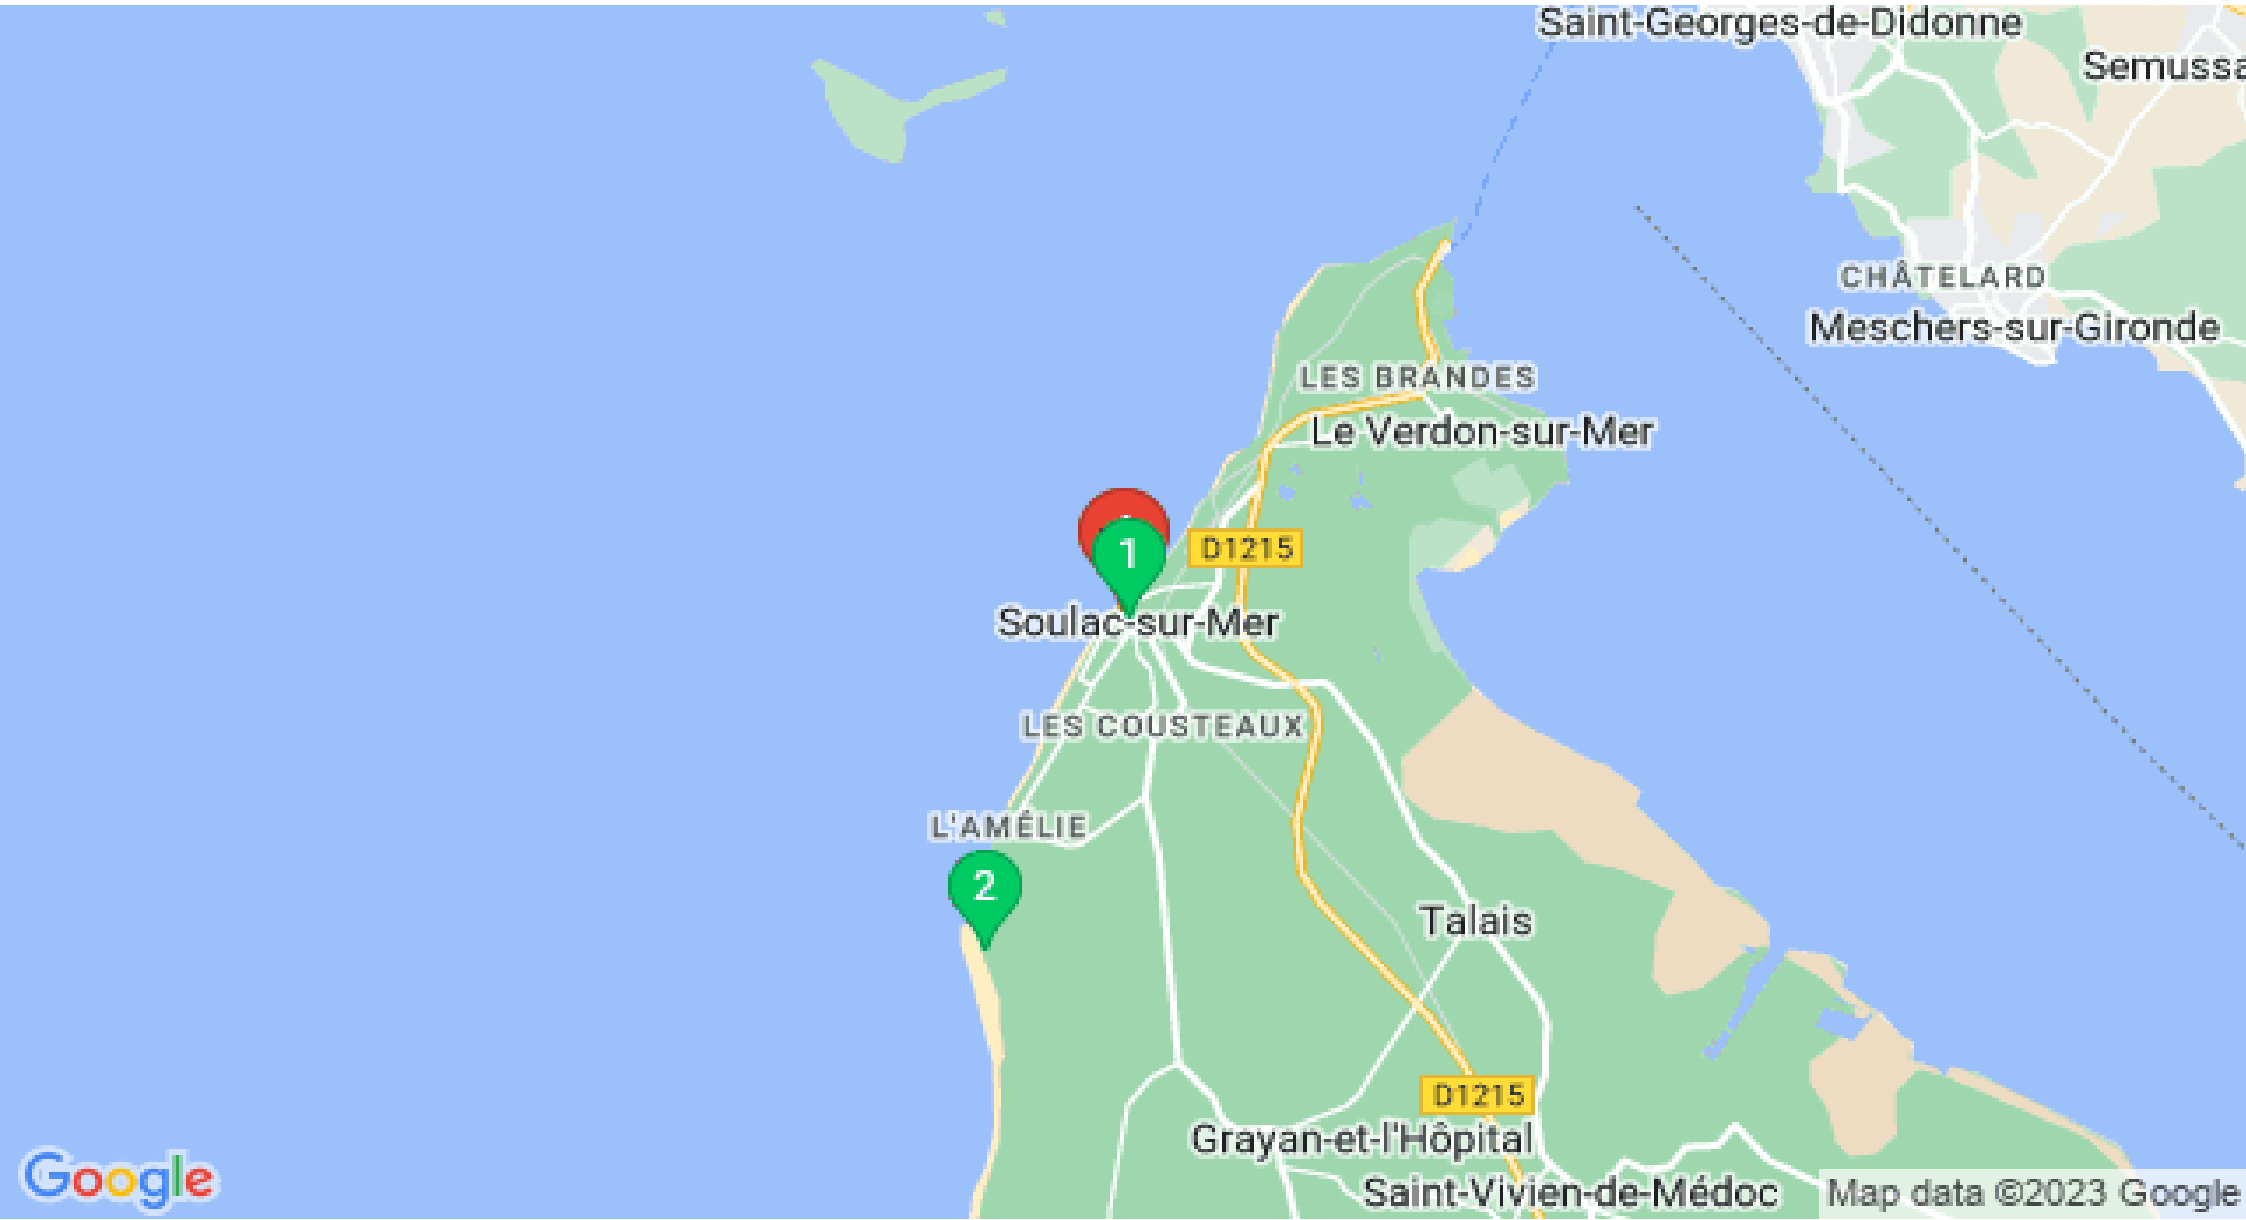 Saint-Georges-de-Didonne
Semussa
CHÂTELARD
Meschers-sur-Gironde
LES BRANDES
Le Verdon-sur-Mer
1
D1215
Soulac-sur-Mer
LES COUSTEAUX
L'AMÉLIE
2
Talais
D1215
Grayan-et-l'Hôpital
Saint-Vivien-de-Médoc
Google
Map data ©2023 Google